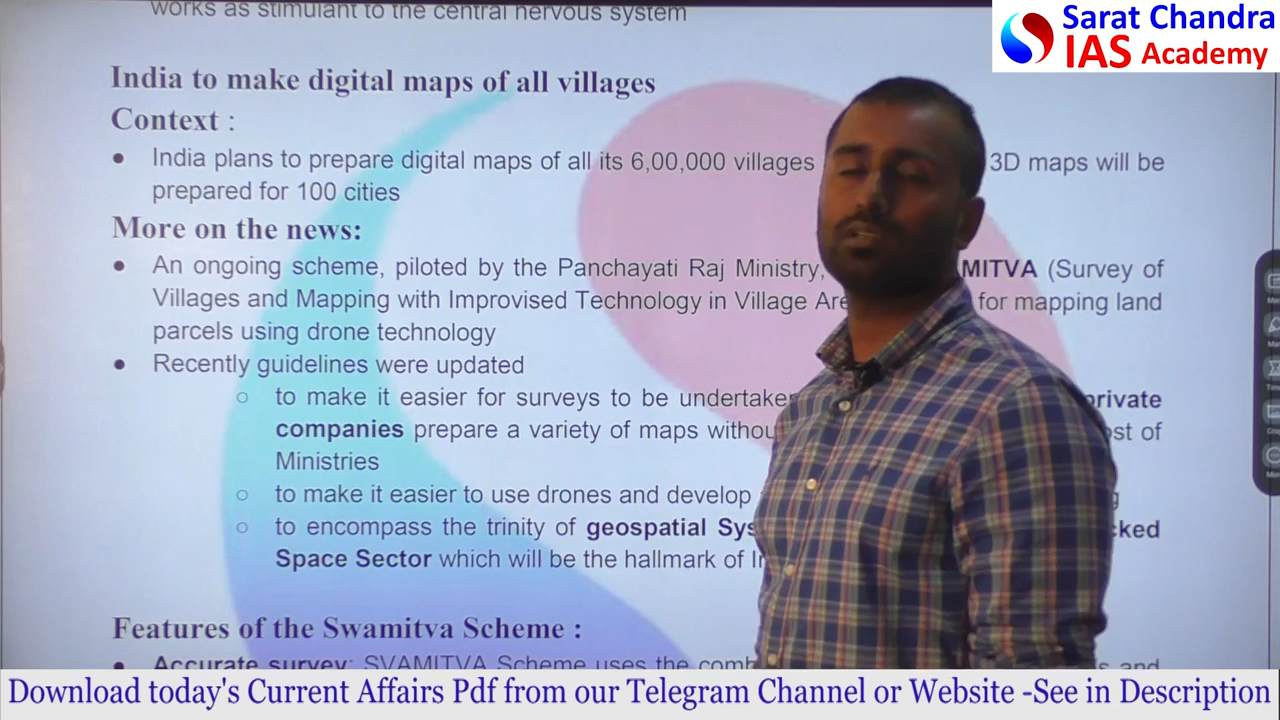 works as stimulant to the central nervous system
Sarat Chandra
IAS Academy
India to make digital maps of all villages
Context :
• India plans to prepare digital maps of all its 6,00,000 villages 3D maps will be
prepared for 100 cities
More on the news:
• An ongoing scheme, piloted by the Panchayati Raj Ministry, MITVA (Survey of
Villages and Mapping with Improvised Technology in Village for mapping land
parcels using drone technology
• Recently guidelines were updated
○ to make it easier for surveys to be private
companies prepare a variety of maps of
Ministries
○ to make it easier to use drones and develop
○ to encompass the trinity of geospatial
Space Sector which will be the hallmark of
Features of the Swamitva Scheme :
• Accurate survey: SVAMITVA Scheme uses the and
Download today's Current Affairs Pdf from our Telegram Channel or Website -See in Description